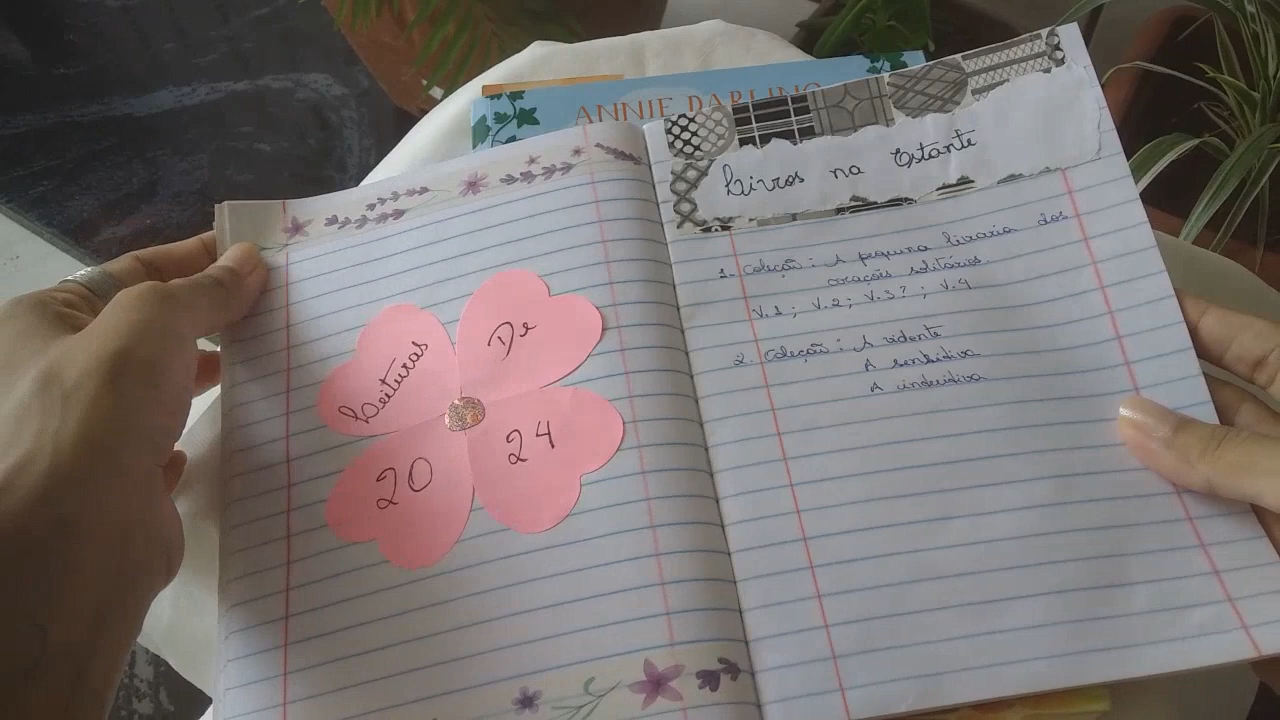 ANNIE DARLING
Leituras
De
20
24
Livros na Estante
1. Coleção: A pequena livraria dos
corações solitários.
V.1 ; V.2 ; V.3? ; V.4
2. Coleção: A vidente
A sensitiva